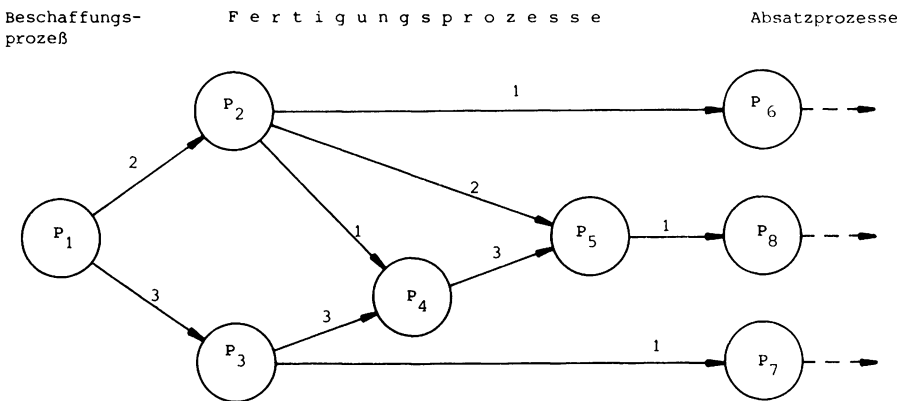 Beschaffungs-
prozeß
F e r t i g u n g s p r o z e s s e
Absatzprozesse
P2
1
P6
2
2
P1
1
P5
1
P8
3
3
P4
3
P3
1
P7